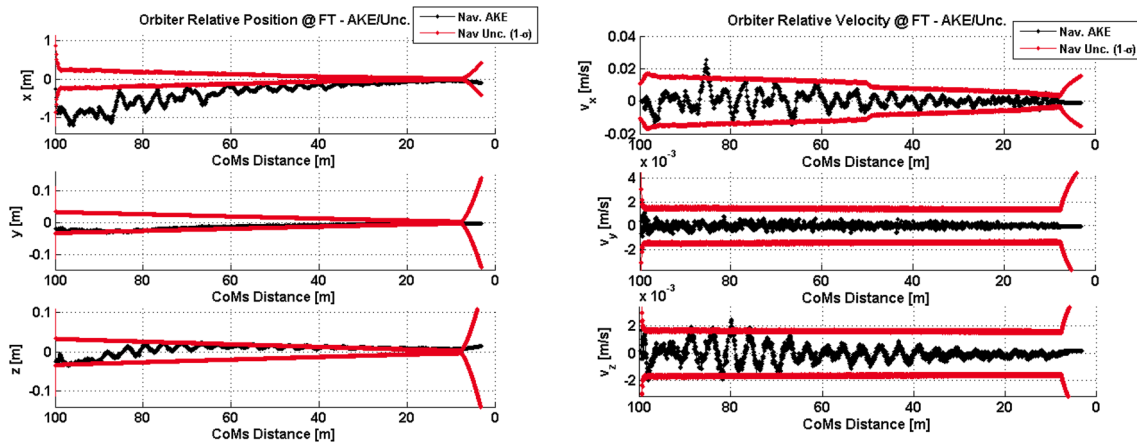 Orbiter Relative Position @ FT - AKE/Unc.
Nav. AKE
Nav Unc. (1-σ)
1
0
-1
x [m]
100 80 60 40 20 0
CoMs Distance [m]
0.1
0
-0.1
y [m]
100 80 60 40 20 0
CoMs Distance [m]
0.1
0
-0.1
z [m]
100 80 60 40 20 0
CoMs Distance [m]
Orbiter Relative Velocity @ FT - AKE/Unc.
Nav. AKE
Nav Unc. (1-σ)
0.04
0.02
0
-0.02
v_x [m/s]
100 80 60 40 20 0
CoMs Distance [m]
x 10⁻³
4
2
0
-2
v_y [m/s]
100 80 60 40 20 0
CoMs Distance [m]
x 10⁻³
2
0
-2
v_z [m/s]
100 80 60 40 20 0
CoMs Distance [m]